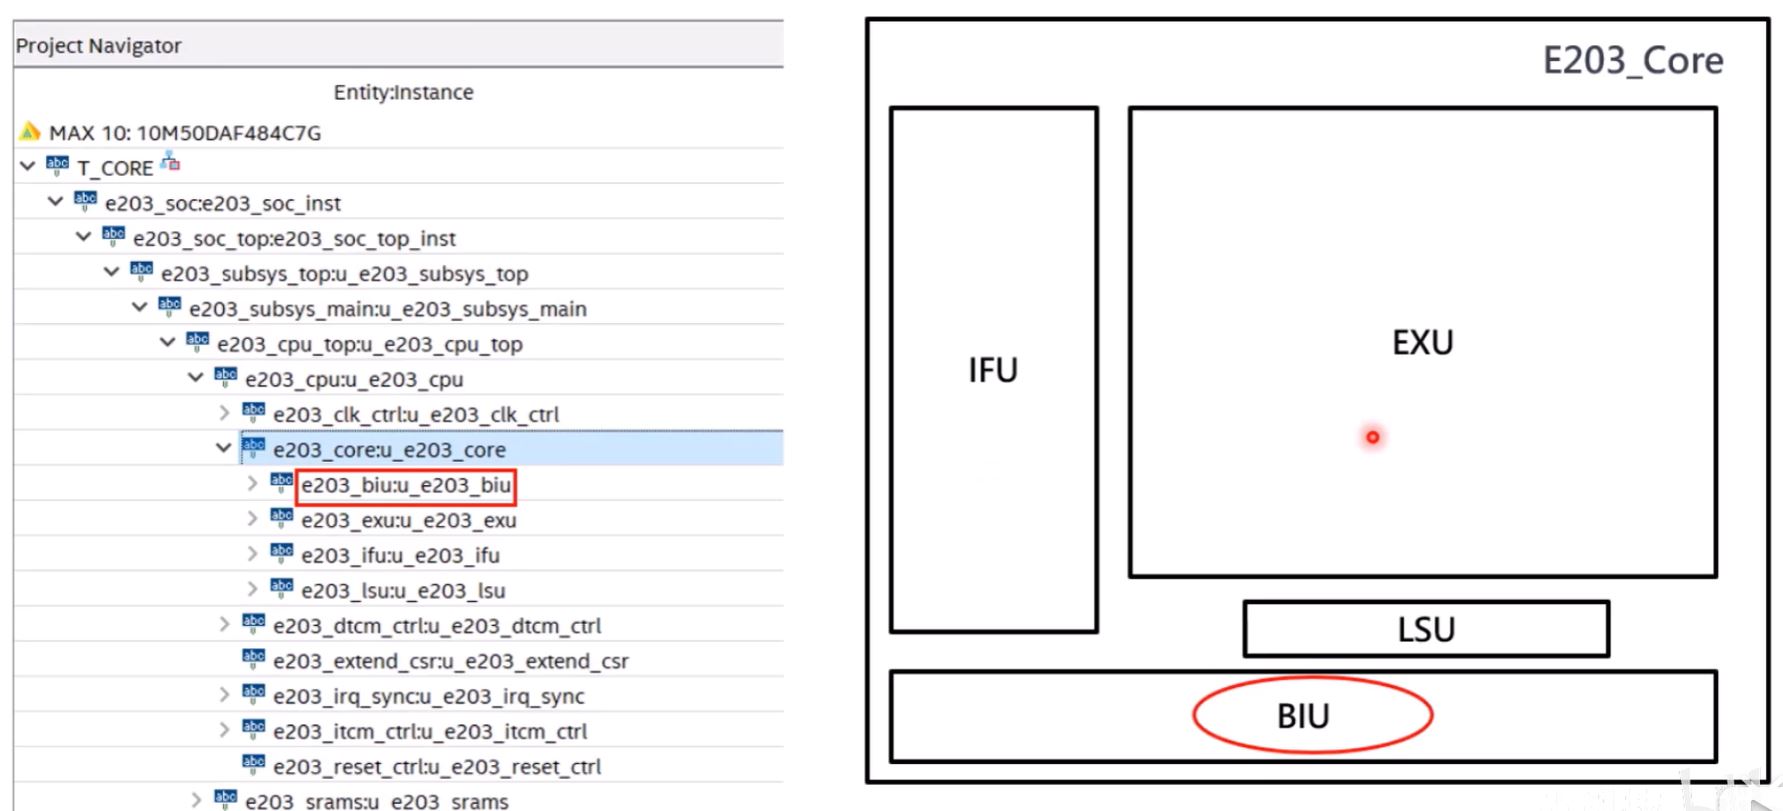 Project Navigator
Entity:Instance
MAX 10: 10M50DAF484C7G
T_CORE
e203_soc:e203_soc_inst
e203_soc_top:e203_soc_top_inst
e203_subsys_top:u_e203_subsys_top
e203_subsys_main:u_e203_subsys_main
e203_cpu_top:u_e203_cpu_top
e203_cpu:u_e203_cpu
e203_clk_ctrl:u_e203_clk_ctrl
e203_core:u_e203_core
e203_biu:u_e203_biu
e203_exu:u_e203_exu
e203_ifu:u_e203_ifu
e203_lsu:u_e203_lsu
e203_dtcm_ctrl:u_e203_dtcm_ctrl
e203_extend_csr:u_e203_extend_csr
e203_irq_sync:u_e203_irq_sync
e203_itcm_ctrl:u_e203_itcm_ctrl
e203_reset_ctrl:u_e203_reset_ctrl
e203_srams:u_e203_srams
E203_Core
IFU
EXU
LSU
BIU